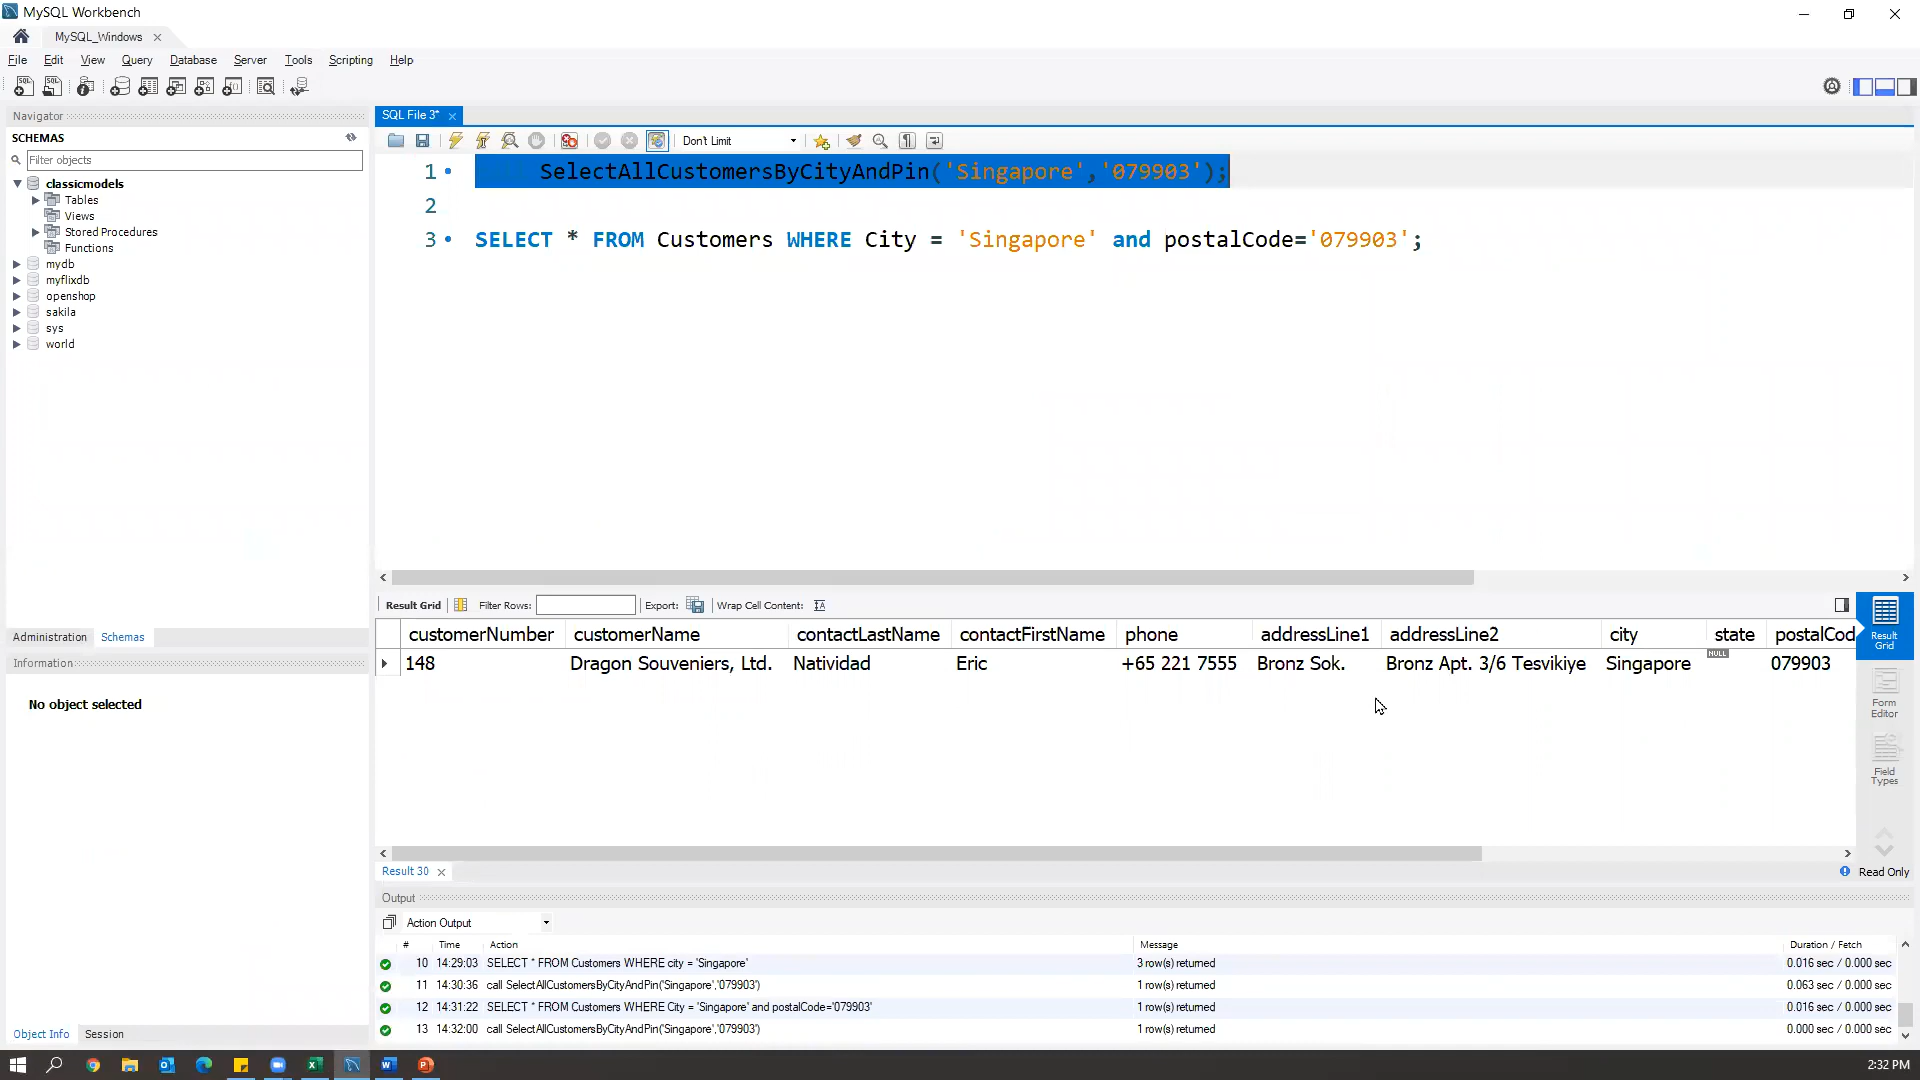 MySQL Workbench
MySQL_Windows
File Edit View Query Database Server Tools Scripting Help
Navigator
SCHEMAS
Filter objects
classicmodels
Tables
Views
Stored Procedures
Functions
mydb
myflixdb
openshop
sakila
sys
world
Administration Schemas
Information
No object selected
Object Info Session
SQL File 3*
Don't Limit
1 SelectAllCustomersByCityAndPin('Singapore','079903');
2
3 SELECT * FROM Customers WHERE City = 'Singapore' and postalCode='079903';
Result Grid Filter Rows: Export: Wrap Cell Content:
customerNumber customerName contactLastName contactFirstName phone addressLine1 addressLine2 city state postalCod
148 Dragon Souveniers, Ltd. Natividad Eric +65 221 7555 Bronz Sok. Bronz Apt. 3/6 Tesvikiye Singapore NULL 079903
Result Grid
Form Editor
Field Types
Result 30
Read Only
Output
Action Output
# Time Action Message Duration / Fetch
10 14:29:03 SELECT * FROM Customers WHERE city = 'Singapore' 3 row(s) returned 0.016 sec / 0.000 sec
11 14:30:36 call SelectAllCustomersByCityAndPin('Singapore','079903') 1 row(s) returned 0.063 sec / 0.000 sec
12 14:31:22 SELECT * FROM Customers WHERE City = 'Singapore' and postalCode='079903' 1 row(s) returned 0.016 sec / 0.000 sec
13 14:32:00 call SelectAllCustomersByCityAndPin('Singapore','079903') 1 row(s) returned 0.000 sec / 0.000 sec
2:32 PM